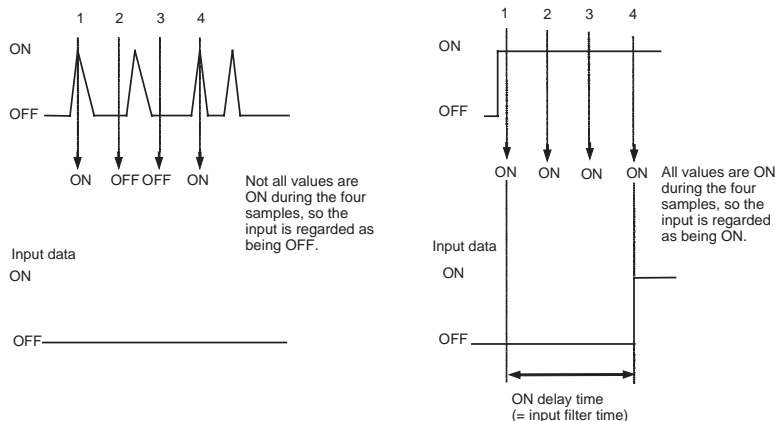 1 2 3 4
ON
OFF
ON OFF OFF ON
Not all values are
ON during the four
samples, so the
input is regarded as
being OFF.
Input data
ON
OFF
1 2 3 4
ON
OFF
ON ON ON ON
All values are ON
during the four
samples, so the
input is regarded
as being ON.
Input data
ON
OFF
ON delay time
(= input filter time)